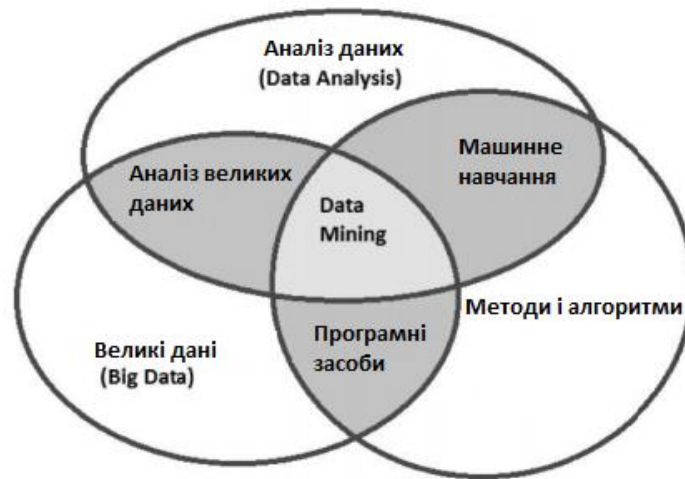 Аналіз даних
(Data Analysis)
Машинне
навчання
Аналіз великих
даних
Data
Mining
Методи і алгоритми
Програмні
засоби
Великі дані
(Big Data)